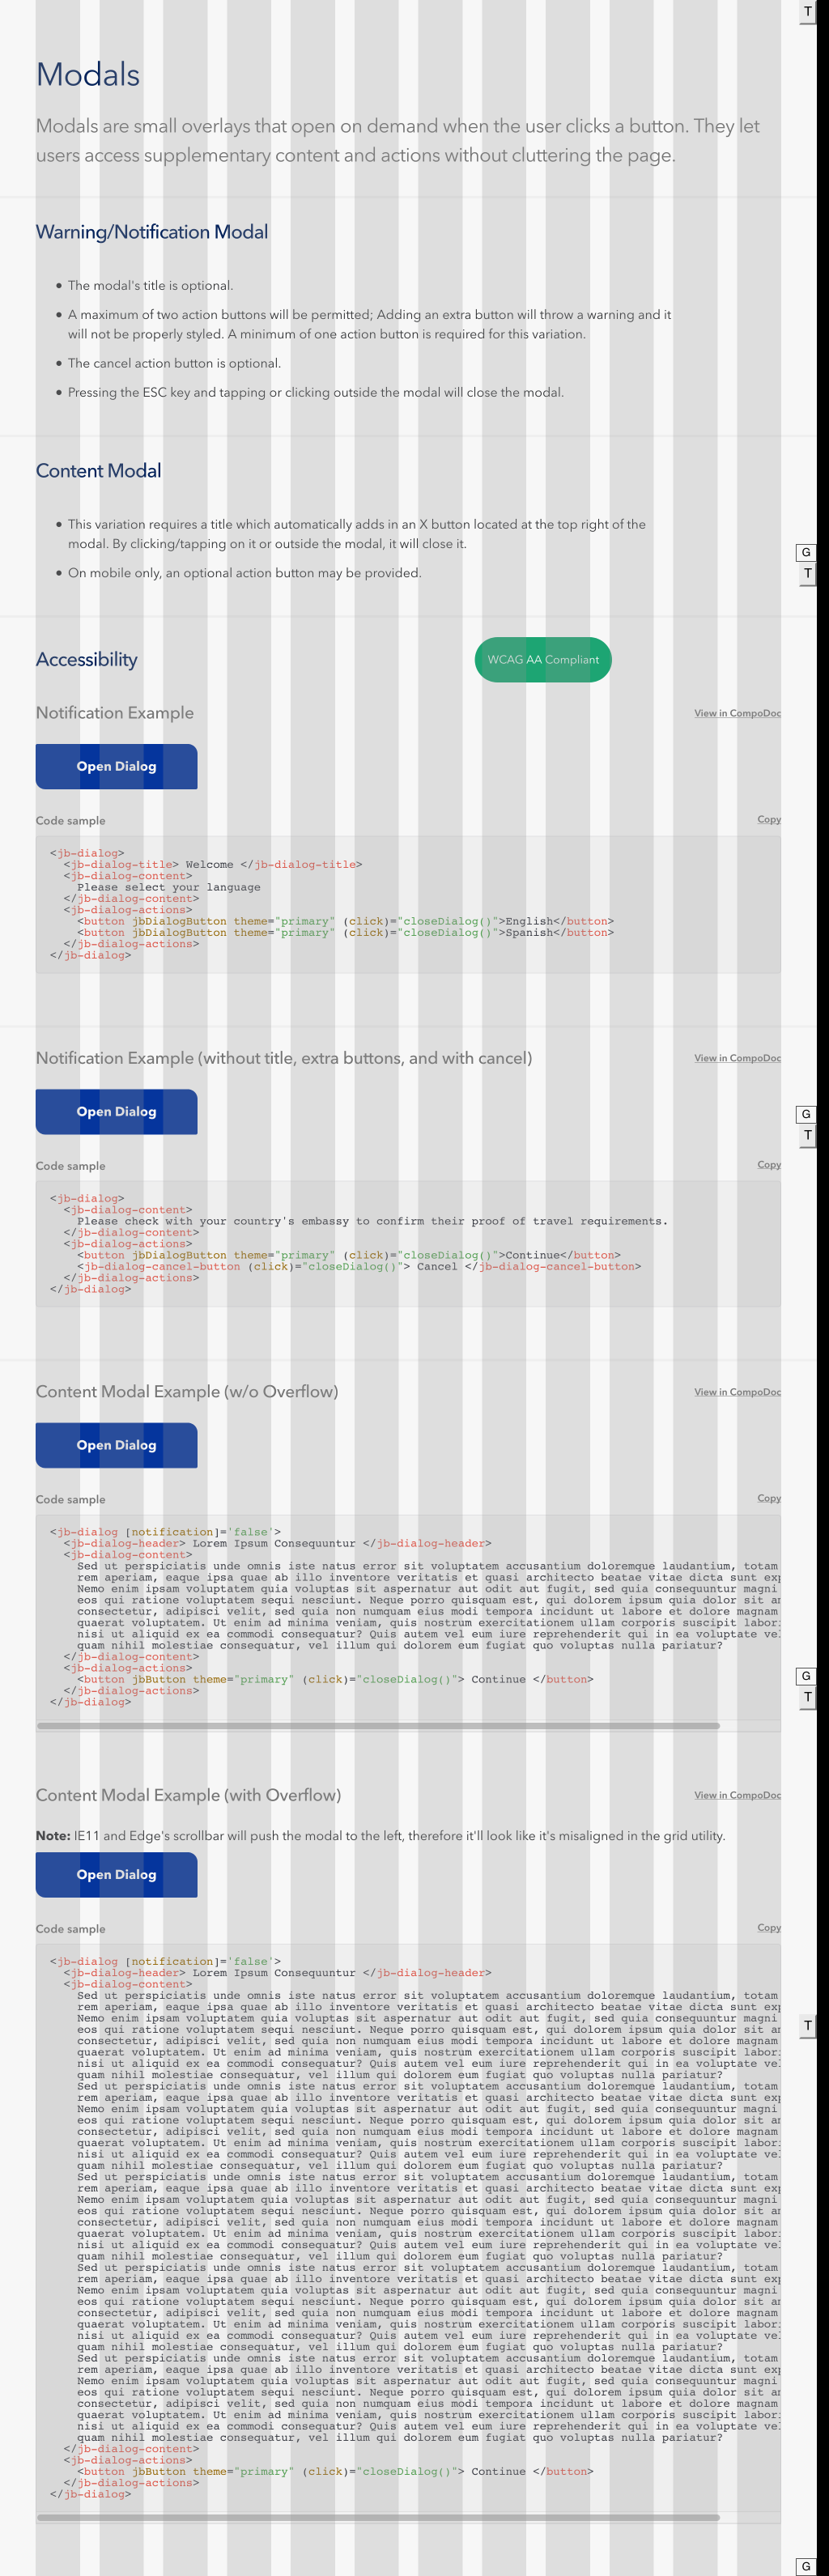 T
Modals
Modals are small overlays that open on demand when the user clicks a button. They let
users access supplementary content and actions without cluttering the page.
Warning/Notification Modal
• The modal's title is optional.
• A maximum of two action buttons will be permitted; Adding an extra button will throw a warning and it
will not be properly styled. A minimum of one action button is required for this variation.
• The cancel action button is optional.
• Pressing the ESC key and tapping or clicking outside the modal will close the modal.
Content Modal
• This variation requires a title which automatically adds in an X button located at the top right of the
modal. By clicking/tapping on it or outside the modal, it will close it.
G
• On mobile only, an optional action button may be provided.
T
Accessibility
WCAG AA Compliant
Notification Example
View in CompoDoc
Open Dialog
Code sample
Copy
<jb-dialog>
<jb-dialog-title> Welcome </jb-dialog-title>
<jb-dialog-content>
Please select your language
</jb-dialog-content>
<jb-dialog-actions>
<button jbDialogButton theme="primary" (click)="closeDialog()">English</button>
<button jbDialogButton theme="primary" (click)="closeDialog()">Spanish</button>
</jb-dialog-actions>
</jb-dialog>
Notification Example (without title, extra buttons, and with cancel)
View in CompoDoc
Open Dialog
G
T
Code sample
Copy
<jb-dialog>
<jb-dialog-content>
Please check with your country's embassy to confirm their proof of travel requirements.
</jb-dialog-content>
<jb-dialog-actions>
<button jbDialogButton theme="primary" (click)="closeDialog()">Continue</button>
<jb-dialog-cancel-button (click)="closeDialog()"> Cancel </jb-dialog-cancel-button>
</jb-dialog-actions>
</jb-dialog>
Content Modal Example (w/o Overflow)
View in CompoDoc
Open Dialog
Code sample
Copy
<jb-dialog [notification]='false'>
<jb-dialog-header> Lorem Ipsum Consequuntur </jb-dialog-header>
<jb-dialog-content>
Sed ut perspiciatis unde omnis iste natus error sit voluptatem accusantium doloremque laudantium, totam
rem aperiam, eaque ipsa quae ab illo inventore veritatis et quasi architecto beatae vitae dicta sunt exp
Nemo enim ipsam voluptatem quia voluptas sit aspernatur aut odit aut fugit, sed quia consequuntur magni
eos qui ratione voluptatem sequi nesciunt. Neque porro quisquam est, qui dolorem ipsum quia dolor sit am
consectetur, adipisci velit, sed quia non numquam eius modi tempora incidunt ut labore et dolore magnam
quaerat voluptatem. Ut enim ad minima veniam, quis nostrum exercitationem ullam corporis suscipit labori
nisi ut aliquid ex ea commodi consequatur? Quis autem vel eum iure reprehenderit qui in ea voluptate vel
quam nihil molestiae consequatur, vel illum qui dolorem eum fugiat quo voluptas nulla pariatur?
</jb-dialog-content>
<jb-dialog-actions>
<button jbButton theme="primary" (click)="closeDialog()"> Continue </button>
</jb-dialog-actions>
</jb-dialog>
G
T
Content Modal Example (with Overflow)
View in CompoDoc
Note: IE11 and Edge's scrollbar will push the modal to the left, therefore it'll look like it's misaligned in the grid utility.
Open Dialog
Code sample
Copy
<jb-dialog [notification]='false'>
<jb-dialog-header> Lorem Ipsum Consequuntur </jb-dialog-header>
<jb-dialog-content>
Sed ut perspiciatis unde omnis iste natus error sit voluptatem accusantium doloremque laudantium, totam
rem aperiam, eaque ipsa quae ab illo inventore veritatis et quasi architecto beatae vitae dicta sunt exp
Nemo enim ipsam voluptatem quia voluptas sit aspernatur aut odit aut fugit, sed quia consequuntur magni
eos qui ratione voluptatem sequi nesciunt. Neque porro quisquam est, qui dolorem ipsum quia dolor sit am
T
consectetur, adipisci velit, sed quia non numquam eius modi tempora incidunt ut labore et dolore magnam
quaerat voluptatem. Ut enim ad minima veniam, quis nostrum exercitationem ullam corporis suscipit labori
nisi ut aliquid ex ea commodi consequatur? Quis autem vel eum iure reprehenderit qui in ea voluptate vel
quam nihil molestiae consequatur, vel illum qui dolorem eum fugiat quo voluptas nulla pariatur?
Sed ut perspiciatis unde omnis iste natus error sit voluptatem accusantium doloremque laudantium, totam
rem aperiam, eaque ipsa quae ab illo inventore veritatis et quasi architecto beatae vitae dicta sunt exp
Nemo enim ipsam voluptatem quia voluptas sit aspernatur aut odit aut fugit, sed quia consequuntur magni
eos qui ratione voluptatem sequi nesciunt. Neque porro quisquam est, qui dolorem ipsum quia dolor sit am
consectetur, adipisci velit, sed quia non numquam eius modi tempora incidunt ut labore et dolore magnam
quaerat voluptatem. Ut enim ad minima veniam, quis nostrum exercitationem ullam corporis suscipit labori
nisi ut aliquid ex ea commodi consequatur? Quis autem vel eum iure reprehenderit qui in ea voluptate vel
quam nihil molestiae consequatur, vel illum qui dolorem eum fugiat quo voluptas nulla pariatur?
Sed ut perspiciatis unde omnis iste natus error sit voluptatem accusantium doloremque laudantium, totam
rem aperiam, eaque ipsa quae ab illo inventore veritatis et quasi architecto beatae vitae dicta sunt exp
Nemo enim ipsam voluptatem quia voluptas sit aspernatur aut odit aut fugit, sed quia consequuntur magni
eos qui ratione voluptatem sequi nesciunt. Neque porro quisquam est, qui dolorem ipsum quia dolor sit am
consectetur, adipisci velit, sed quia non numquam eius modi tempora incidunt ut labore et dolore magnam
quaerat voluptatem. Ut enim ad minima veniam, quis nostrum exercitationem ullam corporis suscipit labori
nisi ut aliquid ex ea commodi consequatur? Quis autem vel eum iure reprehenderit qui in ea voluptate vel
quam nihil molestiae consequatur, vel illum qui dolorem eum fugiat quo voluptas nulla pariatur?
Sed ut perspiciatis unde omnis iste natus error sit voluptatem accusantium doloremque laudantium, totam
rem aperiam, eaque ipsa quae ab illo inventore veritatis et quasi architecto beatae vitae dicta sunt exp
Nemo enim ipsam voluptatem quia voluptas sit aspernatur aut odit aut fugit, sed quia consequuntur magni
eos qui ratione voluptatem sequi nesciunt. Neque porro quisquam est, qui dolorem ipsum quia dolor sit am
consectetur, adipisci velit, sed quia non numquam eius modi tempora incidunt ut labore et dolore magnam
quaerat voluptatem. Ut enim ad minima veniam, quis nostrum exercitationem ullam corporis suscipit labori
nisi ut aliquid ex ea commodi consequatur? Quis autem vel eum iure reprehenderit qui in ea voluptate vel
quam nihil molestiae consequatur, vel illum qui dolorem eum fugiat quo voluptas nulla pariatur?
Sed ut perspiciatis unde omnis iste natus error sit voluptatem accusantium doloremque laudantium, totam
rem aperiam, eaque ipsa quae ab illo inventore veritatis et quasi architecto beatae vitae dicta sunt exp
Nemo enim ipsam voluptatem quia voluptas sit aspernatur aut odit aut fugit, sed quia consequuntur magni
eos qui ratione voluptatem sequi nesciunt. Neque porro quisquam est, qui dolorem ipsum quia dolor sit am
consectetur, adipisci velit, sed quia non numquam eius modi tempora incidunt ut labore et dolore magnam
quaerat voluptatem. Ut enim ad minima veniam, quis nostrum exercitationem ullam corporis suscipit labori
nisi ut aliquid ex ea commodi consequatur? Quis autem vel eum iure reprehenderit qui in ea voluptate vel
quam nihil molestiae consequatur, vel illum qui dolorem eum fugiat quo voluptas nulla pariatur?
</jb-dialog-content>
<jb-dialog-actions>
<button jbButton theme="primary" (click)="closeDialog()"> Continue </button>
</jb-dialog-actions>
</jb-dialog>
G